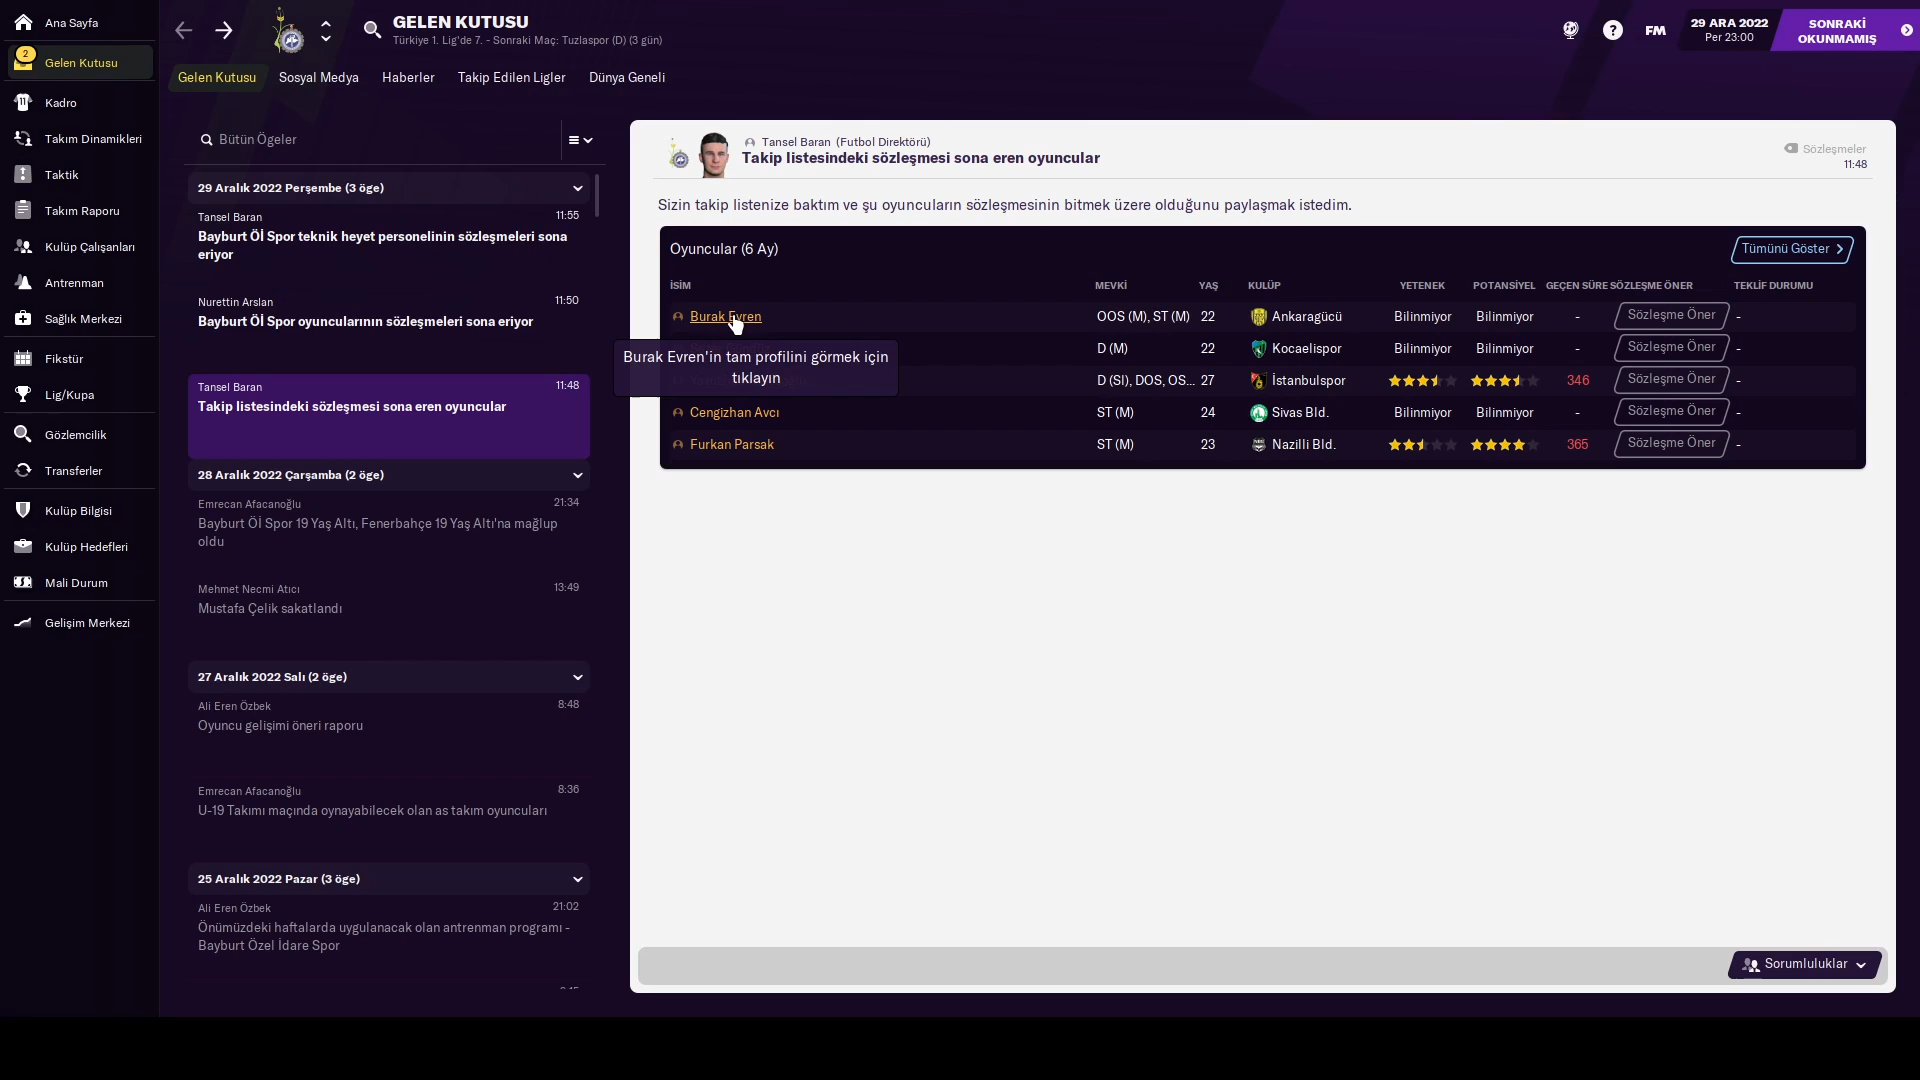 Ana Sayfa
2
Gelen Kutusu
Kadro
Takım Dinamikleri
Taktik
Takım Raporu
Kulüp Çalışanları
Antrenman
Sağlık Merkezi
Fikstür
Lig/Kupa
Gözlemcilik
Transferler
Kulüp Bilgisi
Kulüp Hedefleri
Mali Durum
Gelişim Merkezi
GELEN KUTUSU
Türkiye 1. Lig'de 7. - Sonraki Maç: Tuzlaspor (D) (3 gün)
?
FM
29 ARA 2022
Per 23:00
SONRAKİ
OKUNMAMIŞ
Gelen Kutusu Sosyal Medya Haberler Takip Edilen Ligler Dünya Geneli
Bütün Ögeler
29 Aralık 2022 Perşembe (3 öge)
Tansel Baran 11:55
Bayburt Öİ Spor teknik heyet personelinin sözleşmeleri sona
eriyor
Nurettin Arslan 11:50
Bayburt Öİ Spor oyuncularının sözleşmeleri sona eriyor
Tansel Baran 11:48
Takip listesindeki sözleşmesi sona eren oyuncular
28 Aralık 2022 Çarşamba (2 öge)
Emrecan Afacanoğlu 21:34
Bayburt Öİ Spor 19 Yaş Altı, Fenerbahçe 19 Yaş Altı'na mağlup
oldu
Mehmet Necmi Atıcı 13:49
Mustafa Çelik sakatlandı
27 Aralık 2022 Salı (2 öge)
Ali Eren Özbek 8:48
Oyuncu gelişimi öneri raporu
Emrecan Afacanoğlu 8:36
U-19 Takımı maçında oynayabilecek olan as takım oyuncuları
25 Aralık 2022 Pazar (3 öge)
Ali Eren Özbek 21:02
Önümüzdeki haftalarda uygulanacak olan antrenman programı -
Bayburt Özel İdare Spor
Tansel Baran (Futbol Direktörü)
Takip listesindeki sözleşmesi sona eren oyuncular
Sözleşmeler
11:48
Sizin takip listenize baktım ve şu oyuncuların sözleşmesinin bitmek üzere olduğunu paylaşmak istedim.
Oyuncular (6 Ay) Tümünü Göster
İSİM MEVKİ YAŞ KULÜP YETENEK POTANSİYEL GEÇEN SÜRE SÖZLEŞME ÖNER TEKLİF DURUMU
Burak Evren OOS (M), ST (M) 22 Ankaragücü Bilinmiyor Bilinmiyor - Sözleşme Öner -
Burak Evren'in tam profilini görmek için
tıklayın
D (M) 22 Kocaelispor Bilinmiyor Bilinmiyor - Sözleşme Öner -
D (SI), DOS, OS... 27 İstanbulspor 346 Sözleşme Öner -
Cengizhan Avcı ST (M) 24 Sivas Bld. Bilinmiyor Bilinmiyor - Sözleşme Öner -
Furkan Parsak ST (M) 23 Nazilli Bld. 365 Sözleşme Öner -
Sorumluluklar